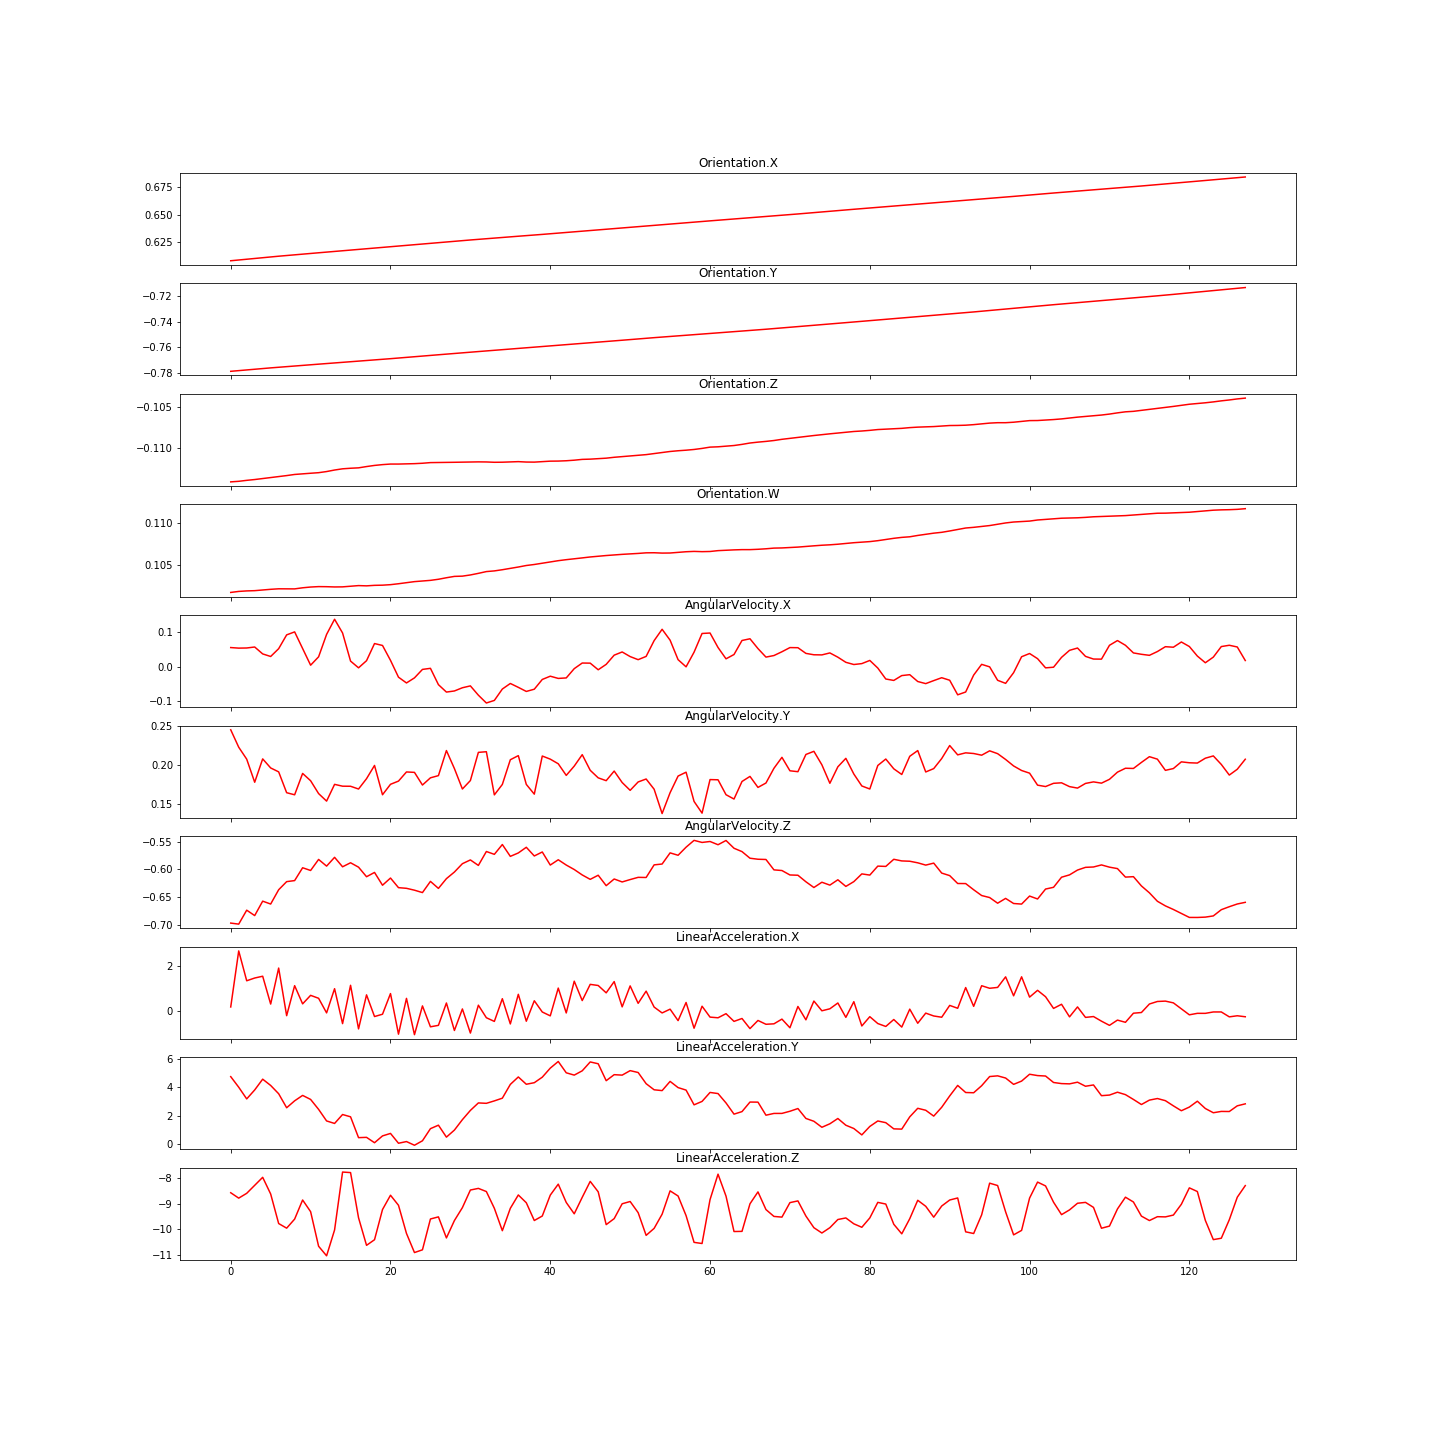 Orientation.X
0.675
0.650
0.625
Orientation.Y
−0.72
−0.74
−0.76
−0.78
Orientation.Z
−0.105
−0.110
Orientation.W
0.110
0.105
AngularVelocity.X
0.1
0.0
−0.1
AngularVelocity.Y
0.25
0.20
0.15
AngularVelocity.Z
−0.55
−0.60
−0.65
−0.70
LinearAcceleration.X
2
0
LinearAcceleration.Y
6
4
2
0
LinearAcceleration.Z
−8
−9
−10
−11
0 20 40 60 80 100 120